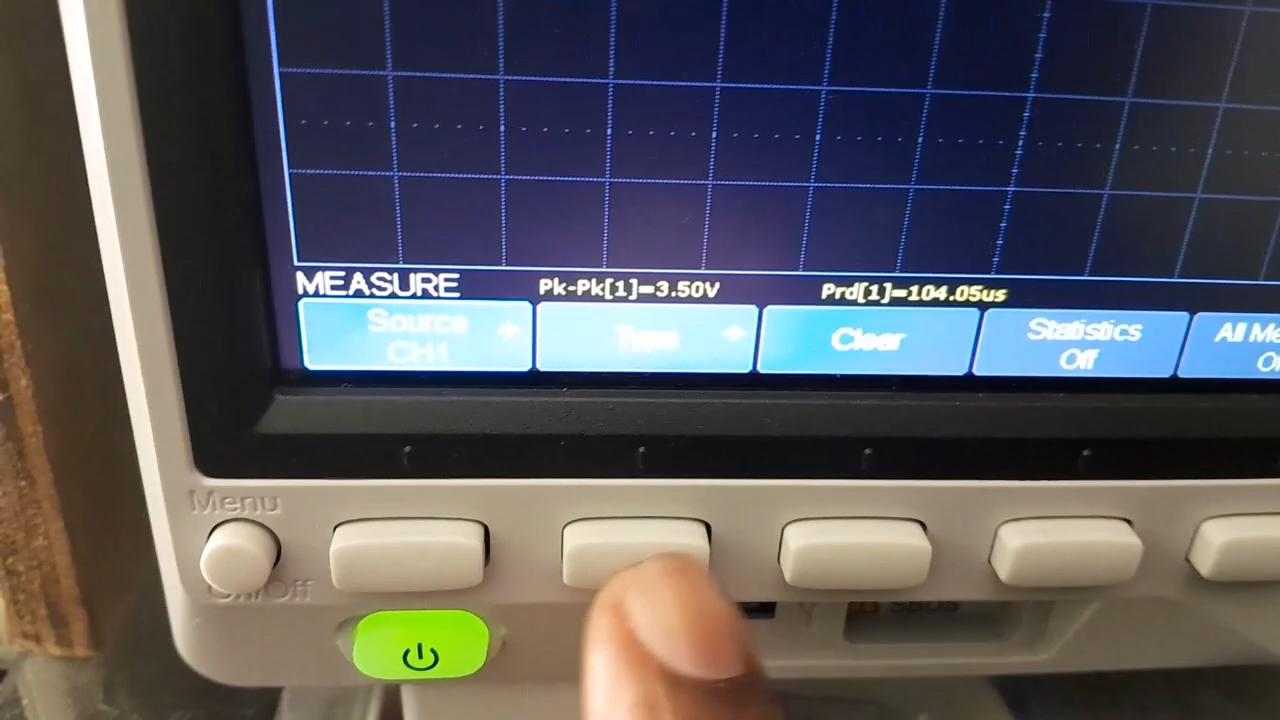 MEASURE Pk-Pk[1]=3.50V Prd[1]=104.05us
Source
CH1
Type
Clear
Statistics
Off
All Me
Menu
On/Off